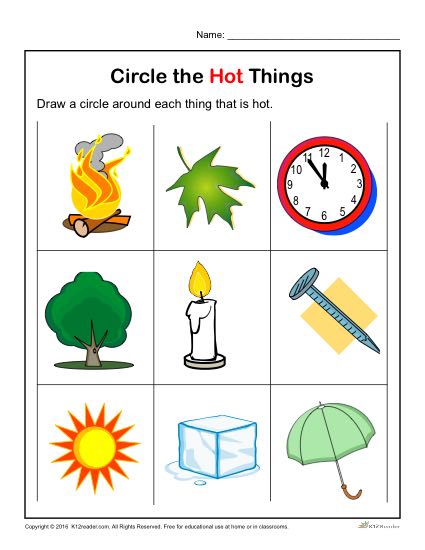 Name: ________________________________
Circle the Hot Things
Draw a circle around each thing that is hot.
11 12 1
10 2
9 3
8 4
7 6 5
Copyright © 2016 K12reader.com. All Rights Reserved. Free for educational use at home or in classrooms.
K12Reader